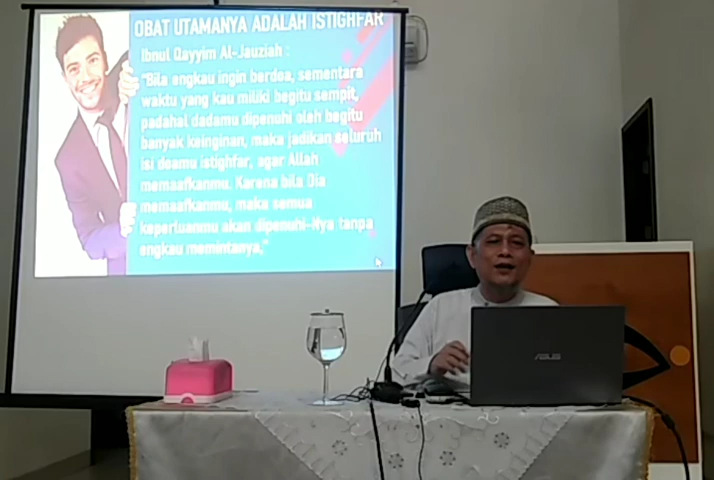 OBAT UTAMANYA ADALAH ISTIGHFAR
Ibnul Qayyim Al-Jauziah :
"Bila engkau ingin berdoa, sementara
waktu yang kau miliki begitu sempit,
padahal dadamu dipenuhi oleh begitu
banyak keinginan, maka jadikan seluruh
isi doamu istighfar, agar Allah
memaafkanmu. Karena bila Dia
memaafkanmu, maka semua
keperluanmu akan dipenuhi-Nya tanpa
engkau memintanya,"
ASUS